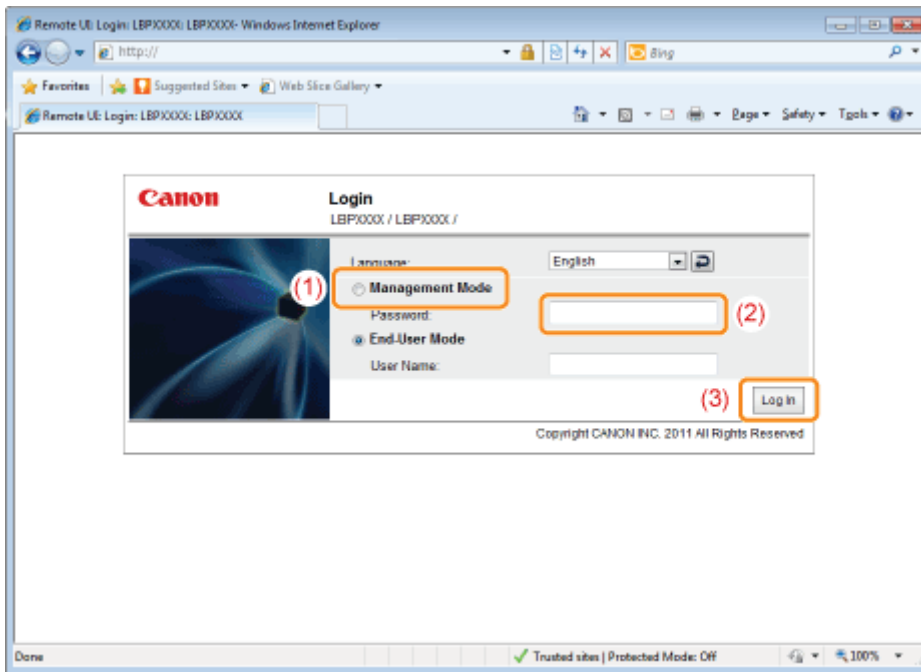 Remote UI: Login: LBPXXXX: LBPXXXX- Windows Internet Explorer
http://
Bing
Favorites Suggested Sites Web Slice Gallery
Remote UI: Login: LBPXXXX: LBPXXXX Page Safety Tools
Canon Login
LBPXXXX / LBPXXXX /
Language: English
(1) Management Mode
Password: (2)
End-User Mode
User Name:
(3) Log In
Copyright CANON INC. 2011 All Rights Reserved
Done Trusted sites | Protected Mode: Off 100%